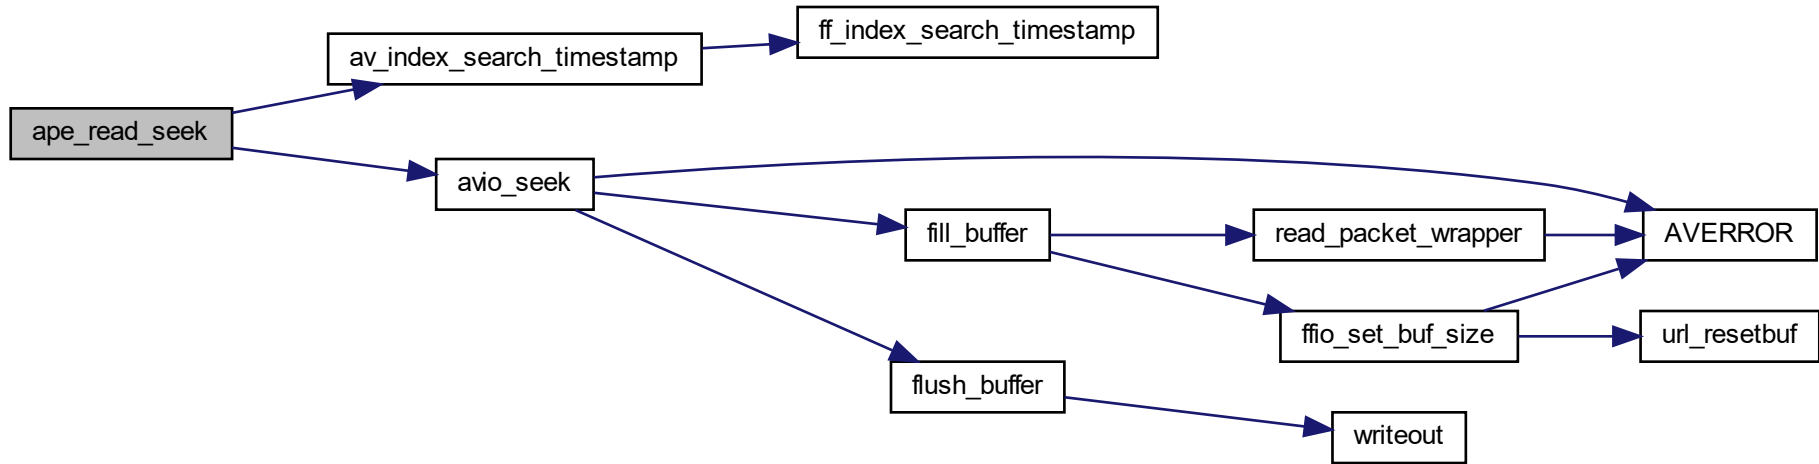 ff_index_search_timestamp
av_index_search_timestamp
ape_read_seek
avio_seek
fill_buffer
read_packet_wrapper
AVERROR
ffio_set_buf_size
url_resetbuf
flush_buffer
writeout